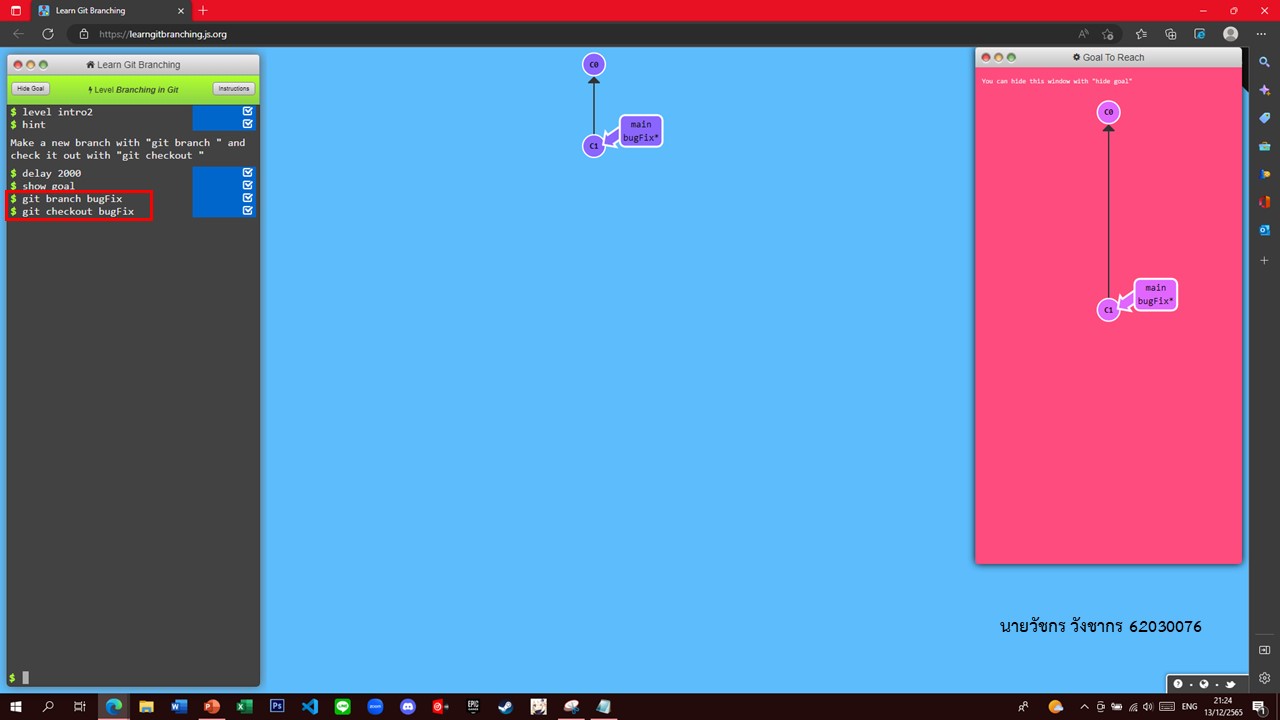 Learn Git Branching
https://learngitbranching.js.org
Learn Git Branching
Hide Goal
Level Branching in Git
Instructions
$ level intro2
$ hint
Make a new branch with "git branch " and
check it out with "git checkout "
$ delay 2000
$ show goal
$ git branch bugFix
$ git checkout bugFix
$
C0
main
bugFix*
C1
Goal To Reach
You can hide this window with "hide goal"
C0
main
bugFix*
C1
นายวัชกร วังซากร 62030076
ENG
21:24
13/12/2565